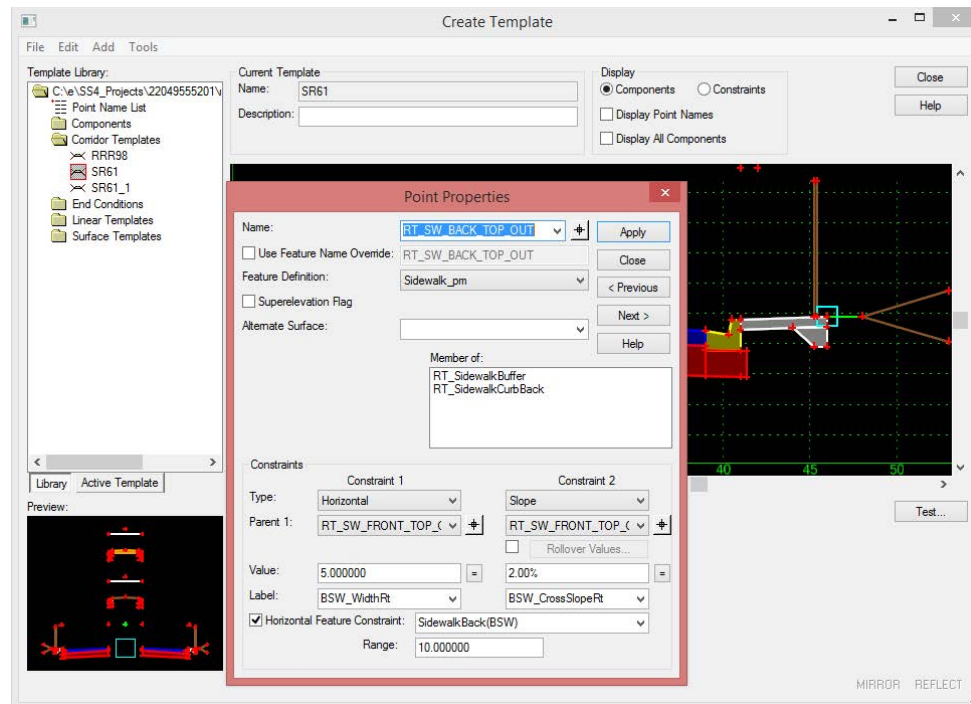 Create Template
File Edit Add Tools
Template Library:
C:\e\SS4_Projects\22049555201\
Point Name List
Components
Corridor Templates
RRR98
SR61
SR61_1
End Conditions
Linear Templates
Surface Templates
Library Active Template
Preview:
Current Template
Name: SR61
Description:
Display
Components Constraints
Display Point Names
Display All Components
Close
Help
Point Properties
Name: RT_SW_BACK_TOP_OUT
Apply
Use Feature Name Override: RT_SW_BACK_TOP_OUT
Close
Feature Definition: Sidewalk_pm
< Previous
Superelevation Flag
Next >
Alternate Surface:
Help
Member of:
RT_SidewalkBuffer
RT_SidewalkCurbBack
Constraints
Constraint 1 Constraint 2
Type: Horizontal Slope
Parent 1: RT_SW_FRONT_TOP_( RT_SW_FRONT_TOP_(
Rollover Values...
Value: 5.000000 = 2.00% =
Label: BSW_WidthRt BSW_CrossSlopeRt
Horizontal Feature Constraint: SidewalkBack(BSW)
Range: 10.000000
40 45 50
Test...
MIRROR REFLECT